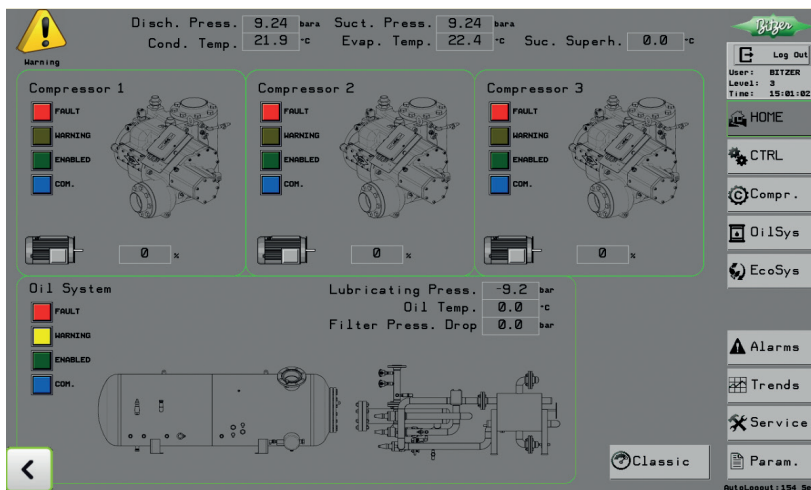 Disch. Press. 9.24 bara Suct. Press. 9.24 bara
Cond. Temp. 21.9 °C Evap. Temp. 22.4 °C Suc. Superh. 0.0 °C
Warning
Bitzer
Log Out
User: BITZER
Level: 3
Time: 15:01:02
Compressor 1
FAULT
WARNING
ENABLED
COM.
0 %
Compressor 2
FAULT
WARNING
ENABLED
COM.
0 %
Compressor 3
FAULT
WARNING
ENABLED
COM.
0 %
Oil System
FAULT
WARNING
ENABLED
COM.
Lubricating Press. -9.2 bar
Oil Temp. 0.0 °C
Filter Press. Drop 0.0 bar
Classic
HOME
CTRL
Compr.
OilSys
EcoSys
Alarms
Trends
Service
Param.
AutoLogout:154